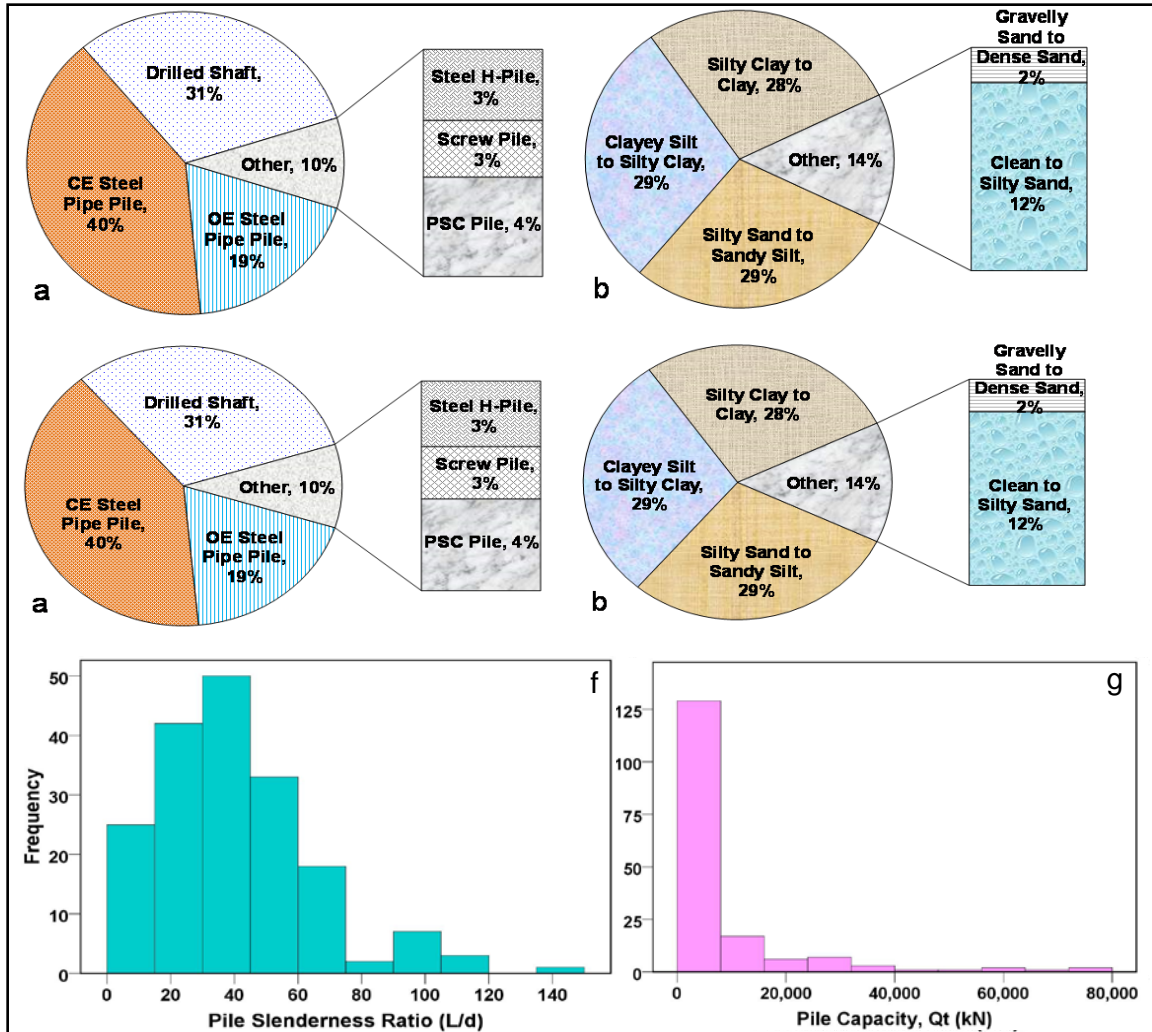 Drilled Shaft,
31%
CE Steel
Pipe Pile,
40%
OE Steel
Pipe Pile,
19%
Other, 10%
Steel H-Pile,
3%
Screw Pile,
3%
PSC Pile, 4%
a
Silty Clay to
Clay, 28%
Clayey Silt
to Silty Clay,
29%
Other, 14%
Silty Sand to
Sandy Silt,
29%
Gravelly
Sand to
Dense Sand,
2%
Clean to
Silty Sand,
12%
b
Drilled Shaft,
31%
CE Steel
Pipe Pile,
40%
OE Steel
Pipe Pile,
19%
Other, 10%
Steel H-Pile,
3%
Screw Pile,
3%
PSC Pile, 4%
a
Silty Clay to
Clay, 28%
Clayey Silt
to Silty Clay,
29%
Other, 14%
Silty Sand to
Sandy Silt,
29%
Gravelly
Sand to
Dense Sand,
2%
Clean to
Silty Sand,
12%
b
f
Frequency
50
40
30
20
10
0
0 20 40 60 80 100 120 140
Pile Slenderness Ratio (L/d)
g
125
100
75
50
25
0
0 20,000 40,000 60,000 80,000
Pile Capacity, Qt (kN)